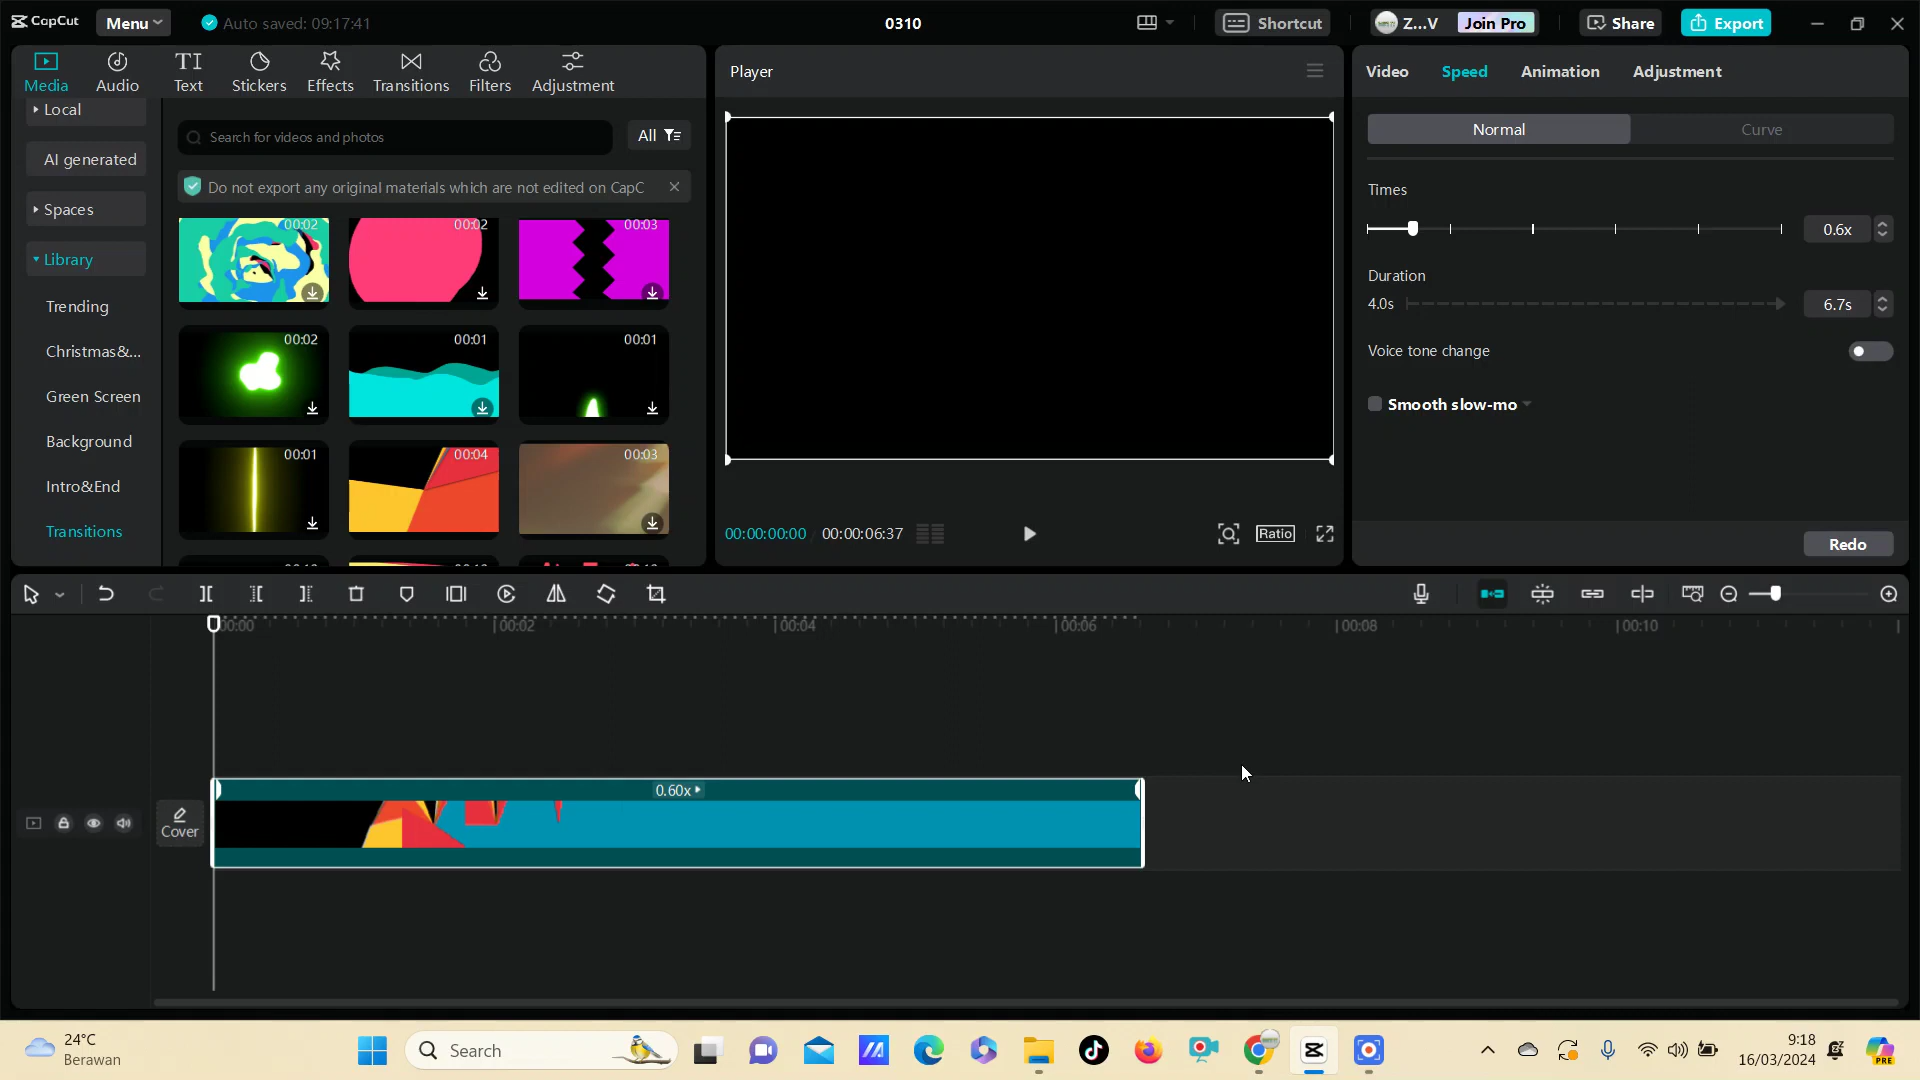 CapCut
Menu
Auto saved: 09:17:41
0310
Shortcut
Z...V
Join Pro
Share
Export
Media
Audio
Text
Stickers
Effects
Transitions
Filters
Adjustment
Local
AI generated
Spaces
Library
Trending
Christmas&...
Green Screen
Background
Intro&End
Transitions
Search for videos and photos
All
Do not export any original materials which are not edited on CapC
00:02
00:02
00:03
00:02
00:01
00:01
00:01
00:04
00:03
Player
00:00:00:00
00:00:06:37
Ratio
Video
Speed
Animation
Adjustment
Normal
Curve
Times
0.6x
Duration
4.0s
6.7s
Voice tone change
Smooth slow-mo
Redo
00:00
00:02
00:04
00:06
00:08
00:10
Cover
0.60x
24°C
Berawan
Search
9:18
16/03/2024
PRE